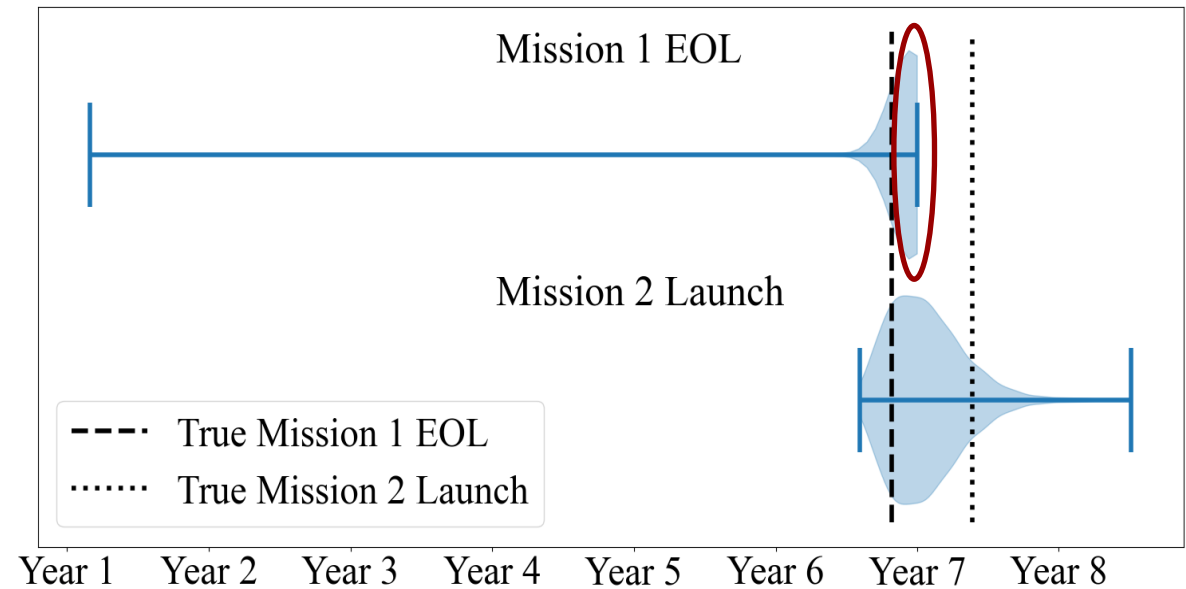 Mission 1 EOL
Mission 2 Launch
True Mission 1 EOL
True Mission 2 Launch
Year 1 Year 2 Year 3 Year 4 Year 5 Year 6 Year 7 Year 8